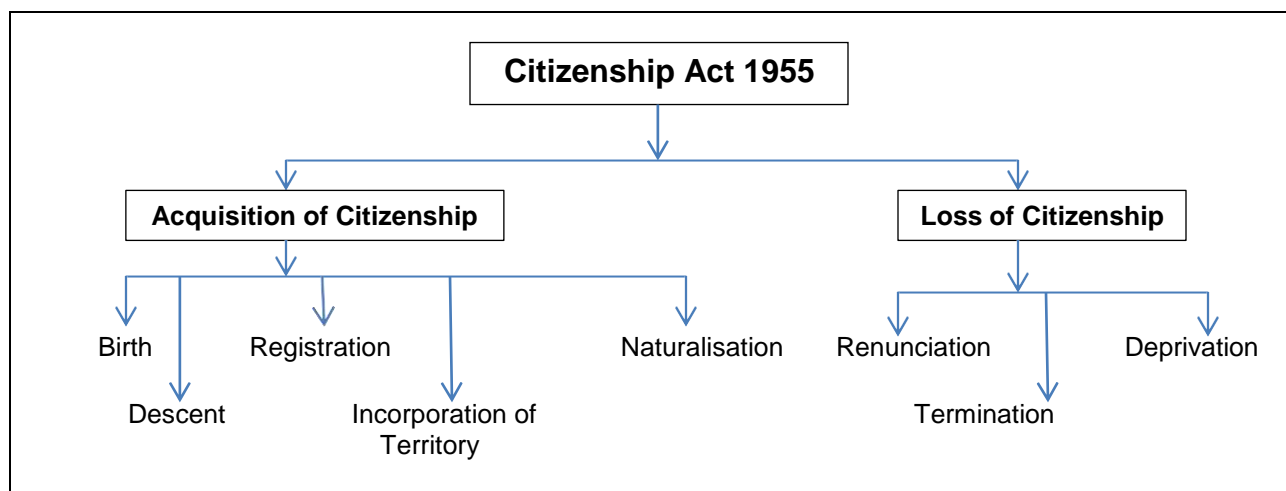 Citizenship Act 1955
Acquisition of Citizenship
Loss of Citizenship
Birth
Registration
Naturalisation
Renunciation
Deprivation
Descent
Incorporation of
Territory
Termination